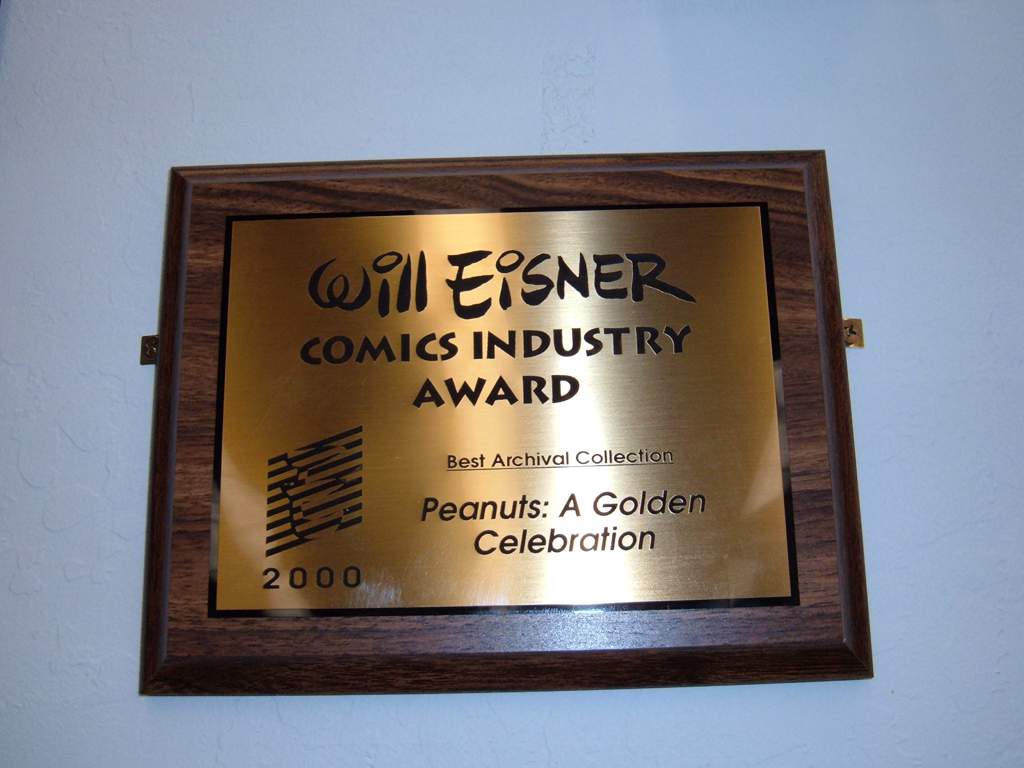 Will Eisner
COMICS INDUSTRY
AWARD
Best Archival Collection
Peanuts: A Golden
Celebration
2000